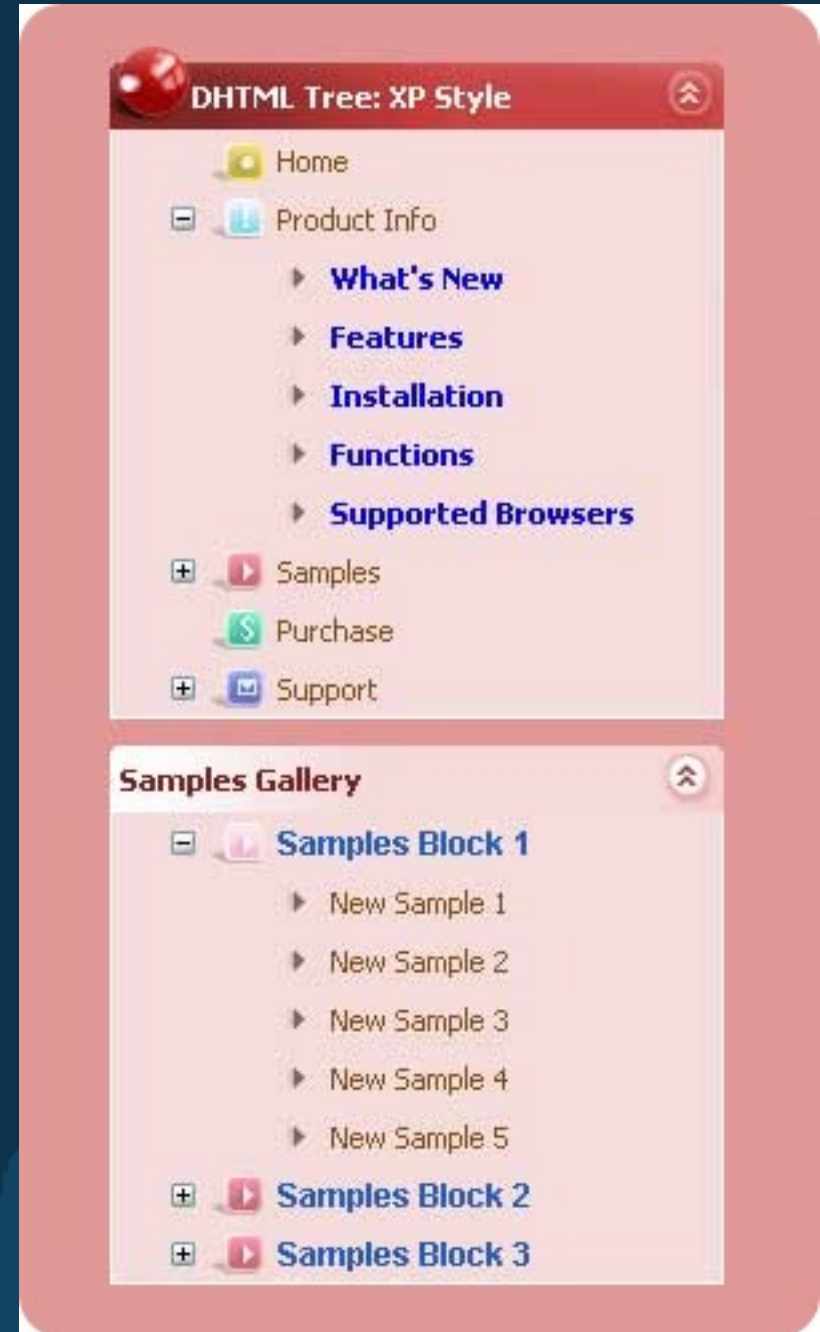 DHTML Tree: XP Style
Home
Product Info
What's New
Features
Installation
Functions
Supported Browsers
Samples
Purchase
Support
Samples Gallery
Samples Block 1
New Sample 1
New Sample 2
New Sample 3
New Sample 4
New Sample 5
Samples Block 2
Samples Block 3